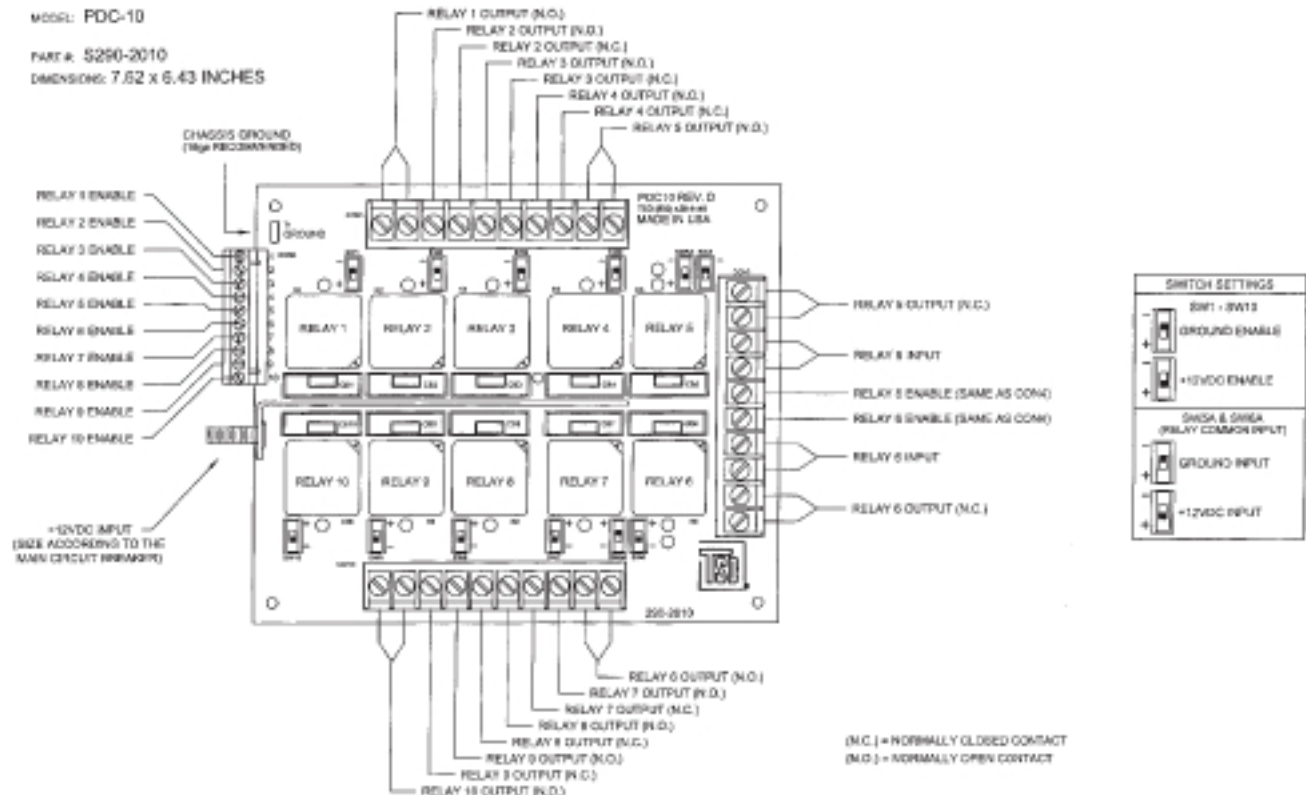 MODEL: PDC-10
PART #: S290-2010
DIMENSIONS: 7.62 x 6.43 INCHES
RELAY 1 OUTPUT (N.O.)
RELAY 2 OUTPUT (N.O.)
RELAY 2 OUTPUT (N.C.)
RELAY 3 OUTPUT (N.O.)
RELAY 3 OUTPUT (N.C.)
RELAY 4 OUTPUT (N.O.)
RELAY 4 OUTPUT (N.C.)
RELAY 5 OUTPUT (N.O.)
CHASSIS GROUND
RECOMMENDED)
RELAY 1 ENABLE
RELAY 2 ENABLE
RELAY 3 ENABLE
RELAY 4 ENABLE
RELAY 5 ENABLE
RELAY 6 ENABLE
RELAY 7 ENABLE
RELAY 8 ENABLE
RELAY 9 ENABLE
RELAY 10 ENABLE
GROUND
PDC10 REV. D
MADE IN USA
RELAY 1
RELAY 2
RELAY 3
RELAY 4
RELAY 5
RELAY 10
RELAY 9
RELAY 8
RELAY 7
RELAY 6
RELAY 5 OUTPUT (N.C.)
RELAY 5 INPUT
RELAY 5 ENABLE (SAME AS CON4)
RELAY 6 ENABLE (SAME AS CON4)
RELAY 6 INPUT
RELAY 6 OUTPUT (N.C.)
+12VDC INPUT
(SIZE ACCORDING TO THE
MAIN CIRCUIT BREAKER)
290-2010
RELAY 6 OUTPUT (N.O.)
RELAY 7 OUTPUT (N.O.)
RELAY 7 OUTPUT (N.C.)
RELAY 8 OUTPUT (N.O.)
RELAY 8 OUTPUT (N.C.)
RELAY 9 OUTPUT (N.O.)
RELAY 9 OUTPUT (N.C.)
RELAY 10 OUTPUT (N.O.)
SWITCH SETTINGS
SW1 - SW10
GROUND ENABLE
+12VDC ENABLE
SW5A & SW6A
(RELAY COMMON INPUT)
GROUND INPUT
+12VDC INPUT
(N.C.) = NORMALLY CLOSED CONTACT
(N.O.) = NORMALLY OPEN CONTACT